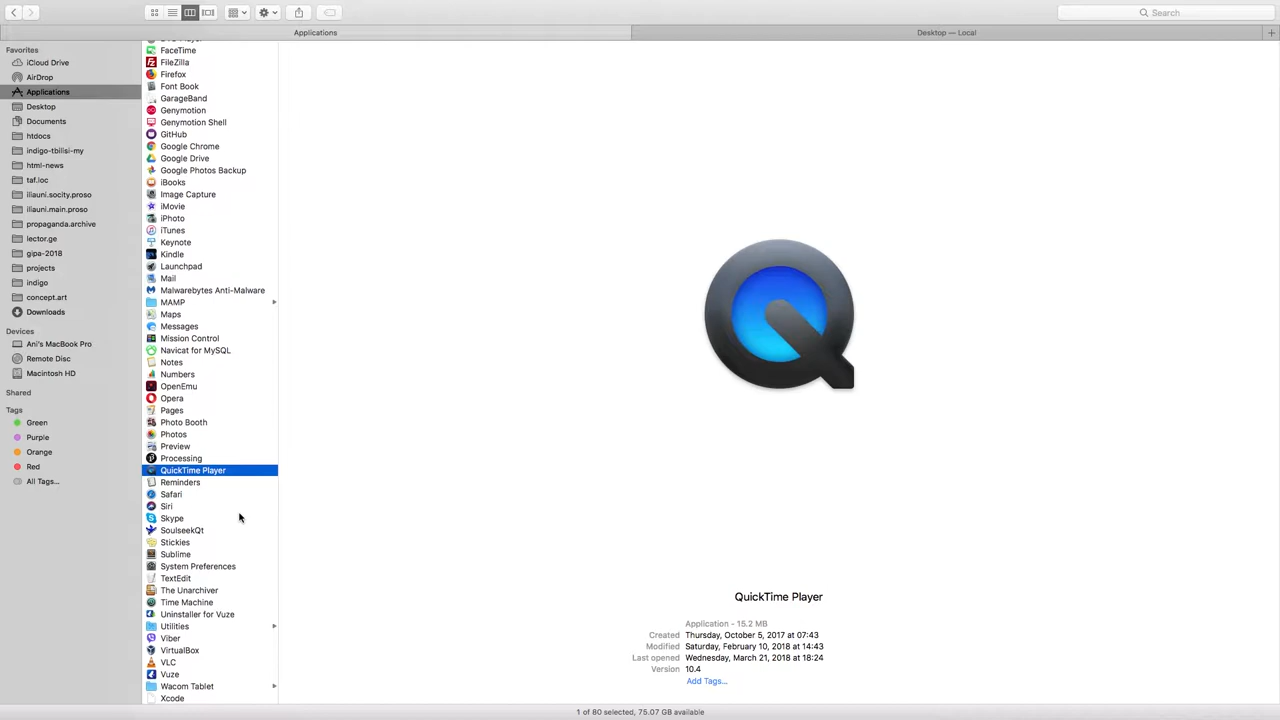 Search
Applications
Desktop — Local
Favorites
iCloud Drive
AirDrop
Applications
Desktop
Documents
htdocs
indigo-tbilisi-my
html-news
taf.loc
iliauni.socity.proso
iliauni.main.proso
propaganda.archive
lector.ge
gipa-2018
projects
indigo
concept.art
Downloads
Devices
Ani's MacBook Pro
Remote Disc
Macintosh HD
Shared
Tags
Green
Purple
Orange
Red
All Tags...
FaceTime
FileZilla
Firefox
Font Book
GarageBand
Genymotion
Genymotion Shell
GitHub
Google Chrome
Google Drive
Google Photos Backup
iBooks
Image Capture
iMovie
iPhoto
iTunes
Keynote
Kindle
Launchpad
Mail
Malwarebytes Anti-Malware
MAMP
Maps
Messages
Mission Control
Navicat for MySQL
Notes
Numbers
OpenEmu
Opera
Pages
Photo Booth
Photos
Preview
Processing
QuickTime Player
Reminders
Safari
Siri
Skype
SoulseekQt
Stickies
Sublime
System Preferences
TextEdit
The Unarchiver
Time Machine
Uninstaller for Vuze
Utilities
Viber
VirtualBox
VLC
Vuze
Wacom Tablet
Xcode
QuickTime Player
Application - 15.2 MB
Created Thursday, October 5, 2017 at 07:43
Modified Saturday, February 10, 2018 at 14:43
Last opened Wednesday, March 21, 2018 at 18:24
Version 10.4
Add Tags...
1 of 80 selected, 75.07 GB available